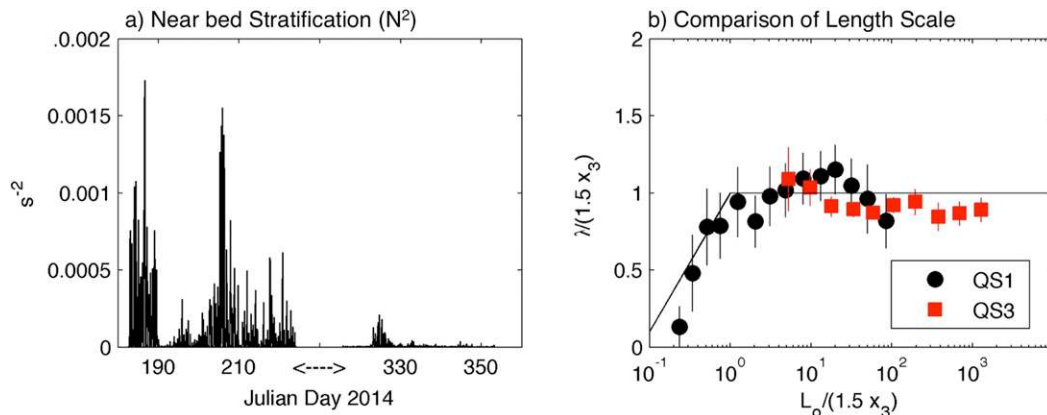 a) Near bed Stratification (N²)
.0.002
0.0015
0.001
0.0005
0
s⁻²
190
210
<---->
330
350
Julian Day 2014
b) Comparison of Length Scale
2
1.5
1
0.5
0
λ/(1.5 x₃)
QS1
QS3
10⁻¹
10⁰
10¹
10²
10³
Lₒ/(1.5 x₃)